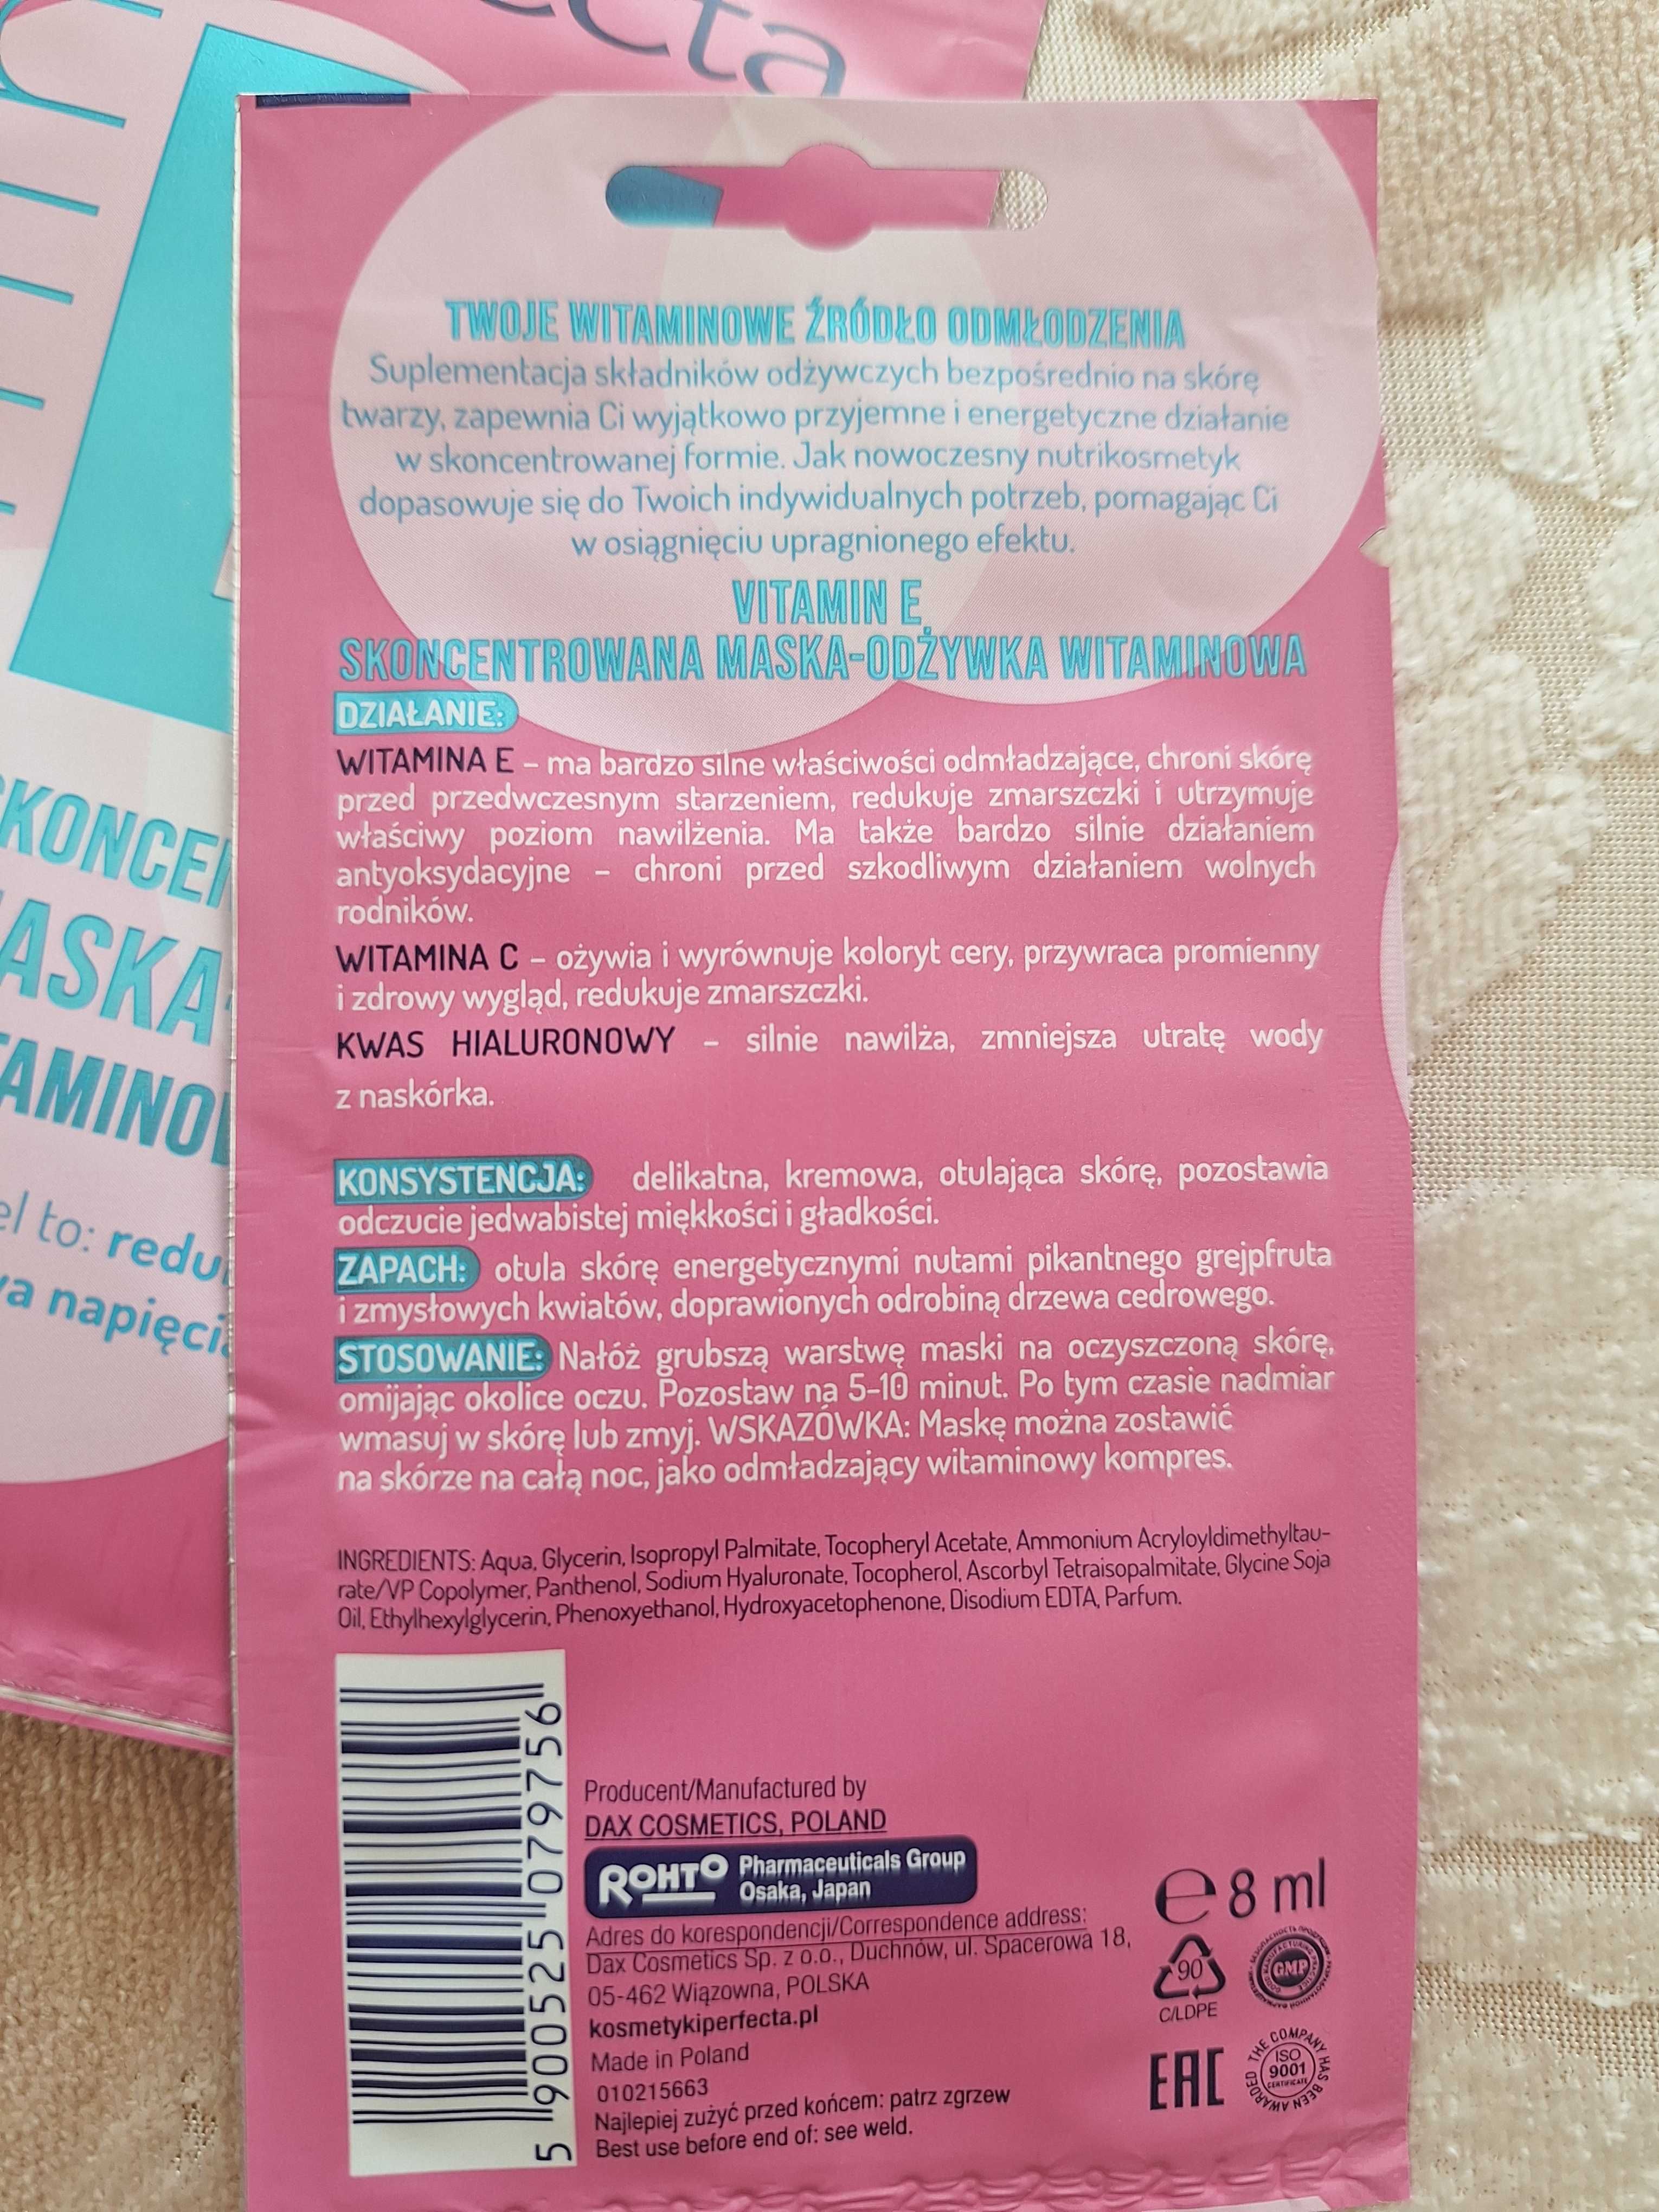 ecta
TWOJE WITAMINOWE ŹRÓDŁO ODMŁODZENIA
Suplementacja składników odżywczych bezpośrednio na skórę
twarzy, zapewnia Ci wyjątkowo przyjemne i energetyczne działanie
w skoncentrowanej formie. Jak nowoczesny nutrikosmetyk
dopasowuje się do Twoich indywidualnych potrzeb, pomagając Ci
w osiągnięciu upragnionego efektu.
VITAMIN E
SKONCENTROWANA MASKA-ODŻYWKA WITAMINOWA
DZIAŁANIE:
WITAMINA E – ma bardzo silne właściwości odmładzające, chroni skórę
przed przedwczesnym starzeniem, redukuje zmarszczki i utrzymuje
właściwy poziom nawilżenia. Ma także bardzo silnie działaniem
antyoksydacyjne – chroni przed szkodliwym działaniem wolnych
rodników.
WITAMINA C – ożywia i wyrównuje koloryt cery, przywraca promienny
i zdrowy wygląd, redukuje zmarszczki.
KWAS HIALURONOWY – silnie nawilża, zmniejsza utratę wody
z naskórka.
KONSYSTENCJA: delikatna, kremowa, otulająca skórę, pozostawia
odczucie jedwabistej miękkości i gładkości.
ZAPACH: otula skórę energetycznymi nutami pikantnego grejpfruta
i zmysłowych kwiatów, doprawionych odrobiną drzewa cedrowego.
STOSOWANIE: Nałóż grubszą warstwę maski na oczyszczoną skórę,
omijając okolice oczu. Pozostaw na 5-10 minut. Po tym czasie nadmiar
wmasuj w skórę lub zmyj. WSKAZÓWKA: Maskę można zostawić
na skórze na całą noc, jako odmładzający witaminowy kompres.
INGREDIENTS: Aqua, Glycerin, Isopropyl Palmitate, Tocopheryl Acetate, Ammonium Acryloyldimethyltau-
rate/VP Copolymer, Panthenol, Sodium Hyaluronate, Tocopherol, Ascorbyl Tetraisopalmitate, Glycine Soja
Oil, Ethylhexylglycerin, Phenoxyethanol, Hydroxyacetophenone, Disodium EDTA, Parfum.
5 900525 079756
Producent/Manufactured by
DAX COSMETICS, POLAND
ROHTO Pharmaceuticals Group
Osaka, Japan
Adres do korespondencji/Correspondence address:
Dax Cosmetics Sp. z o.o., Duchnów, ul. Spacerowa 18,
05-462 Wiązowna, POLSKA
kosmetykiperfecta.pl
Made in Poland
010215663
Najlepiej zużyć przed końcem: patrz zgrzew
Best use before end of: see weld.
e 8 ml
90
C/LDPE
GMP
EAC
THE COMPANY HAS BEEN AWARDED
ISO
9001
CERTIFICATE
KONCEN
ASKA-
TAMINOW
el to: redu
a napięci